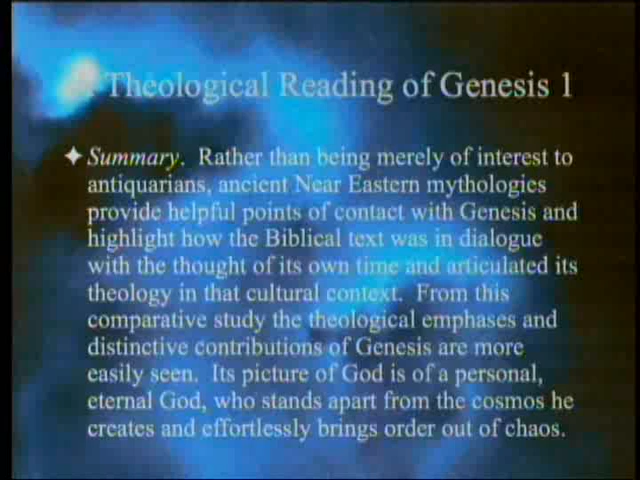 Theological Reading of Genesis 1
Summary. Rather than being merely of interest to
antiquarians, ancient Near Eastern mythologies
provide helpful points of contact with Genesis and
highlight how the Biblical text was in dialogue
with the thought of its own time and articulated its
theology in that cultural context. From this
comparative study the theological emphases and
distinctive contributions of Genesis are more
easily seen. Its picture of God is of a personal,
eternal God, who stands apart from the cosmos he
creates and effortlessly brings order out of chaos.